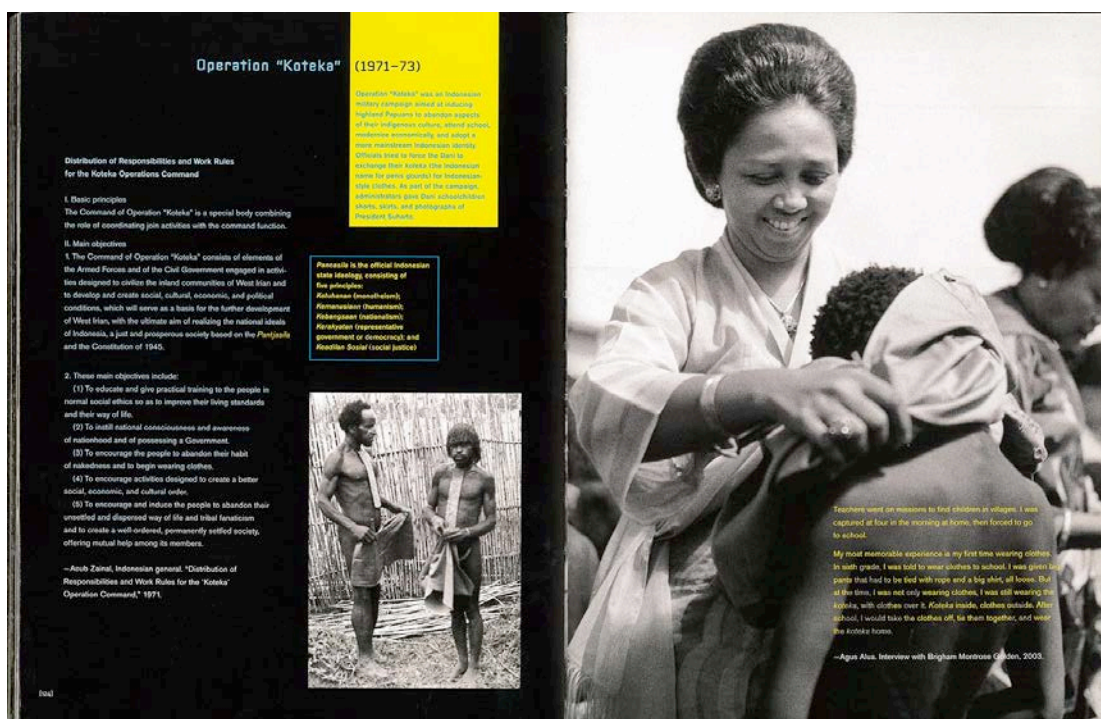 Operation "Koteka" (1971–73)
Operation "Koteka" was an Indonesian
military campaign aimed at inducing
highland Papuans to abandon aspects
of their indigenous culture, attend school,
modernize economically, and adopt a
more mainstream Indonesian identity.
Officials tried to force the Dani to
exchange their koteka (the Indonesian
name for penis gourds) for Indonesian-
style clothes. As part of the campaign,
administrators gave Dani schoolchildren
shorts, skirts, and photographs of
President Suharto.
Distribution of Responsibilities and Work Rules
for the Koteka Operations Command
I. Basic principles
The Command of Operation "Koteka" is a special body combining
the role of coordinating join activities with the command function.
II. Main objectives
1. The Command of Operation "Koteka" consists of elements of
the Armed Forces and of the Civil Government engaged in activi-
ties designed to civilize the inland communities of West Irian and
to develop and create social, cultural, economic, and political
conditions, which will serve as a basis for the further development
of West Irian, with the ultimate aim of realizing the national ideals
of Indonesia, a just and prosperous society based on the Pantjasila
and the Constitution of 1945.
Pancasila is the official Indonesian
state ideology, consisting of
five principles:
(monotheism);
(humanism);
Kebangsaan (nationalism);
Kerakyatan (representative
government or democracy); and
Keadilan Sosial (social justice)
2. These main objectives include:
(1) To educate and give practical training to the people in
normal social ethics so as to improve their living standards
and their way of life.
(2) To instill national consciousness and awareness
of nationhood and of possessing a Government.
(3) To encourage the people to abandon their habit
of nakedness and to begin wearing clothes.
(4) To encourage activities designed to create a better
social, economic, and cultural order.
(5) To encourage and induce the people to abandon their
unsettled and dispersed way of life and tribal fanaticism
and to create a well-ordered, permanently settled society,
offering mutual help among its members.
—Acub Zainal, Indonesian general. "Distribution of
Responsibilities and Work Rules for the 'Koteka'
Operation Command," 1971.
Teachers went on missions to find children in villages. I was
captured at four in the morning at home, then forced to go
to school.
My most memorable experience is my first time wearing clothes.
In sixth grade, I was told to wear clothes to school. I was given big
pants that had to be tied with rope and a big shirt, all loose. But
at the time, I was not only wearing clothes, I was still wearing the
koteka, with clothes over it. Koteka inside, clothes outside. After
school, I would take the clothes off, tie them together, and wear
the koteka home.
—Agus Alua. Interview with Brigham Montrose Golden, 2003.